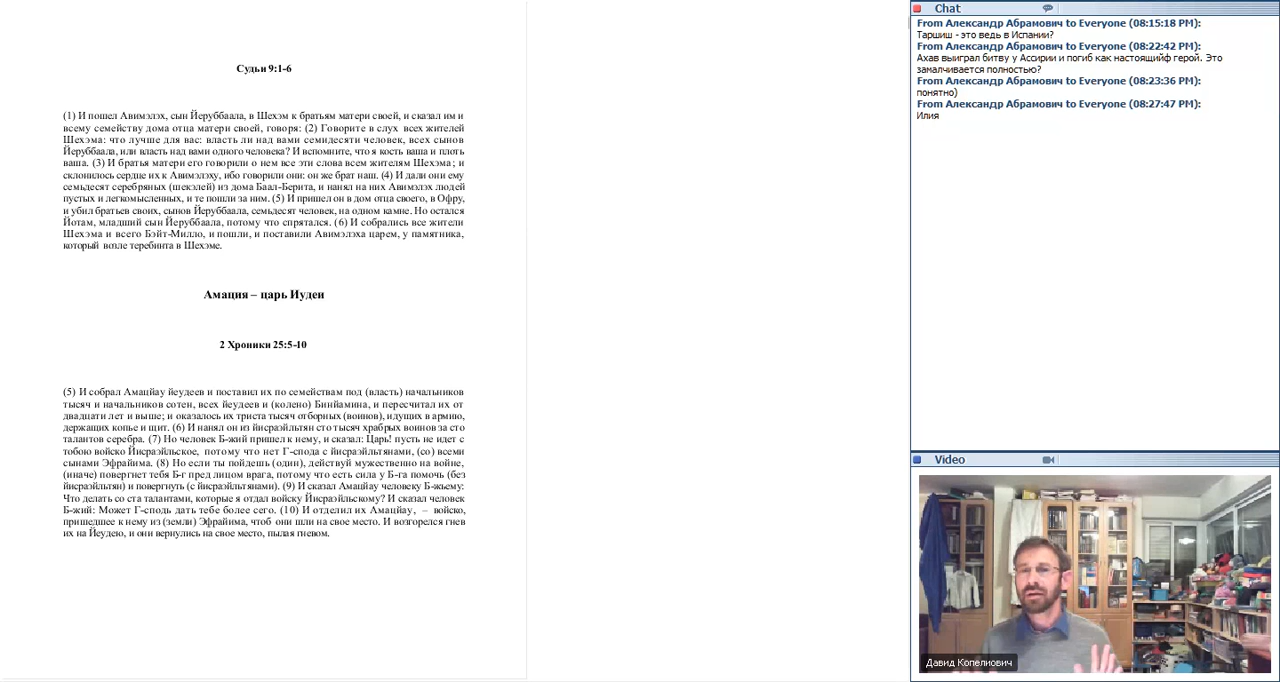 Судьи 9:1-6
(1) И пошел Авимэлэх, сын Йеруббаала, в Шехэм к братьям матери своей, и сказал им и
всему семейству дома отца матери своей, говоря: (2) Говорите в слух всех жителей
Шехэма: что лучше для вас: власть ли над вами семидесяти человек, всех сынов
Йеруббаала, или власть над вами одного человека? И вспомните, что я кость ваша и плоть
ваша. (3) И братья матери его говорили о нем все эти слова всем жителям Шехэма; и
склонилось сердце их к Авимэлэху, ибо говорили они: он же брат наш. (4) И дали они ему
семьдесят серебряных (шекэлей) из дома Баал-Берита, и нанял на них Авимэлэх людей
пустых и легкомысленных, и те пошли за ним. (5) И пришел он в дом отца своего, в Офру,
и убил братьев своих, сынов Йеруббаала, семьдесят человек, на одном камне. Но остался
Йотам, младший сын Йеруббаала, потому что спрятался. (6) И собрались все жители
Шехэма и всего Бэйт-Милло, и пошли, и поставили Авимэлэха царем, у памятника,
который возле теребинта в Шехэме.
Амация – царь Иудеи
2 Хроники 25:5-10
(5) И собрал Амацйау йеудеев и поставил их по семействам под (власть) начальников
тысяч и начальников сотен, всех йеудеев и (колено) Бинйамина, и пересчитал их от
двадцати лет и выше; и оказалось их триста тысяч отборных (воинов), идущих в армию,
держащих копье и щит. (6) И нанял он из йисраэйльтян сто тысяч храбрых воинов за сто
талантов серебра. (7) Но человек Б-жий пришел к нему, и сказал: Царь! пусть не идет с
тобою войско Йисраэйльское, потому что нет Г-спода с йисраэйльтянами, (со) всеми
сынами Эфрайима. (8) Но если ты пойдешь (один), действуй мужественно на войне,
(иначе) повергнет тебя Б-г пред лицом врага, потому что есть сила у Б-га помочь (без
йисраэйльтян) и повергнуть (с йисраэйльтянами). (9) И сказал Амацйау человеку Б-жьему:
Что делать со ста талантами, которые я отдал войску Йисраэйльскому? И сказал человек
Б-жий: Может Г-сподь дать тебе более сего. (10) И отделил их Амацйау, – войско,
пришедшее к нему из (земли) Эфрайима, чтоб они шли на свое место. И возгорелся гнев
их на Йеудею, и они вернулись на свое место, пылая гневом.
Chat
From Александр Абрамович to Everyone (08:15:18 PM):
Таршиш - это ведь в Испании?
From Александр Абрамович to Everyone (08:22:42 PM):
Ахав выиграл битву у Ассирии и погиб как настоящийф герой. Это
замалчивается полностью?
From Александр Абрамович to Everyone (08:23:36 PM):
понятно)
From Александр Абрамович to Everyone (08:27:47 PM):
Илия
Video
Давид Копелиович